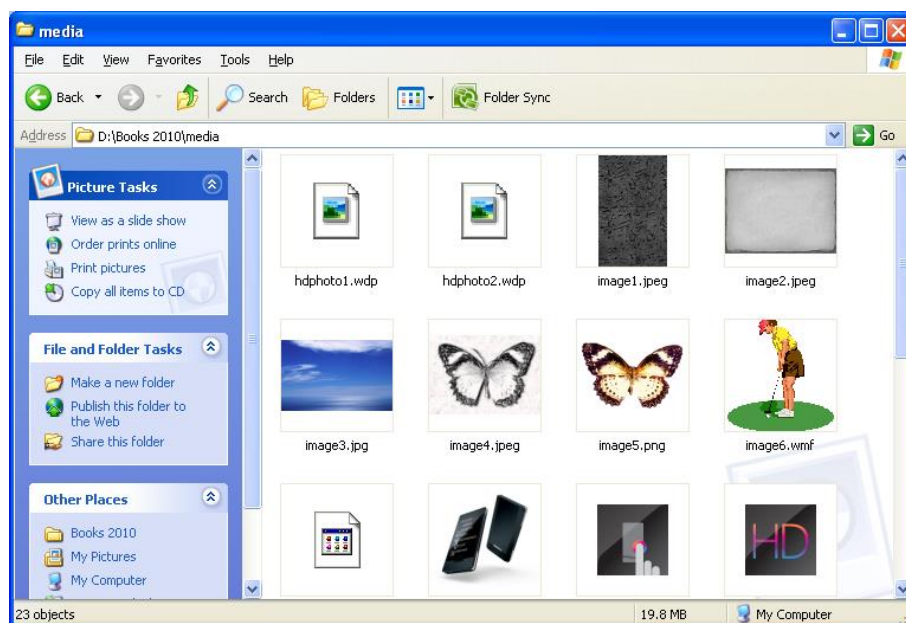 media
File Edit View Favorites Tools Help
Back Search Folders Folder Sync
Address D:\Books 2010\media Go
Picture Tasks
View as a slide show
Order prints online
Print pictures
Copy all items to CD
File and Folder Tasks
Make a new folder
Publish this folder to
the Web
Share this folder
Other Places
Books 2010
My Pictures
My Computer
hdphoto1.wdp hdphoto2.wdp image1.jpeg image2.jpeg
image3.jpg image4.jpeg image5.png image6.wmf
HD
23 objects 19.8 MB My Computer